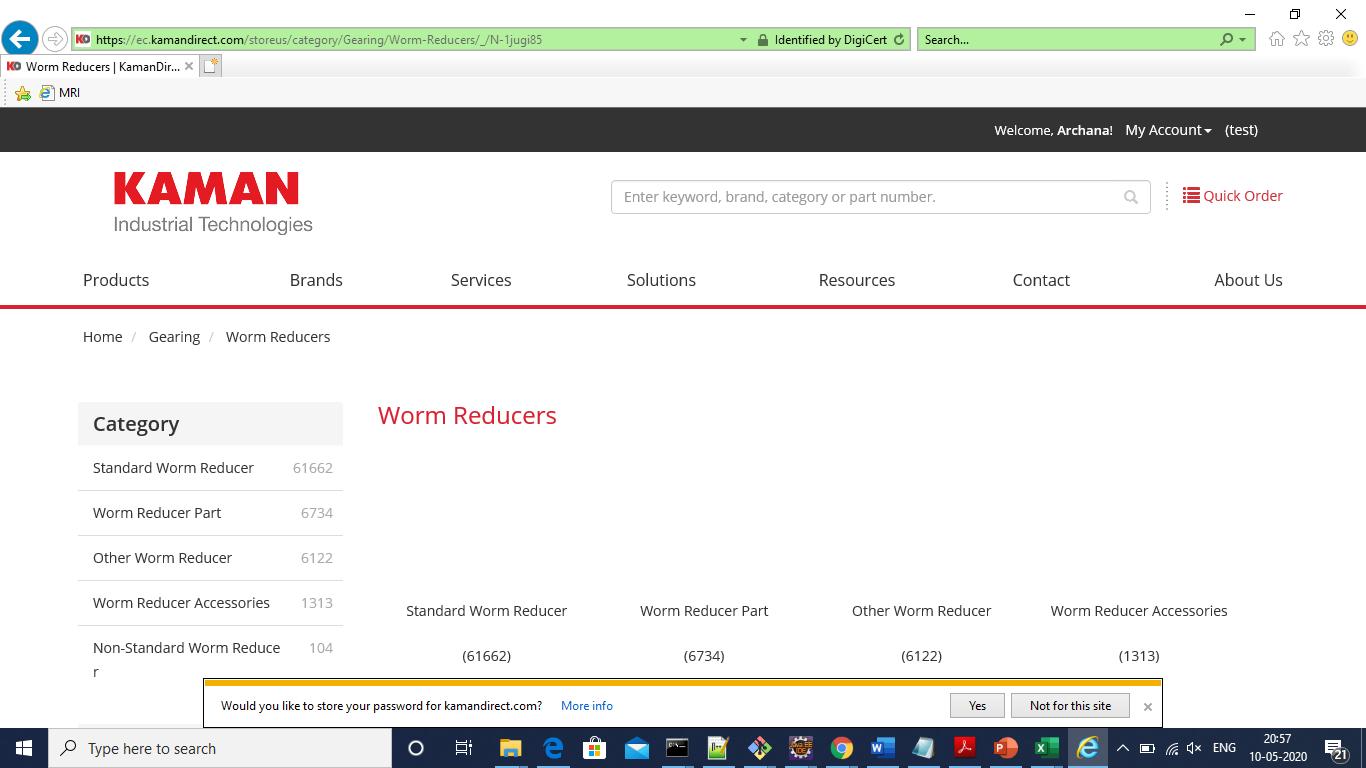 https://ec.kamandirect.com/storeus/category/Gearing/Worm-Reducers/_/N-1jugi85
Identified by DigiCert
Search...
Worm Reducers | KamanDir...
MRI
Welcome, Archana!
My Account
(test)
KAMAN
Industrial Technologies
Enter keyword, brand, category or part number.
Quick Order
Products
Brands
Services
Solutions
Resources
Contact
About Us
Home / Gearing / Worm Reducers
Category
Standard Worm Reducer 61662
Worm Reducer Part 6734
Other Worm Reducer 6122
Worm Reducer Accessories 1313
Non-Standard Worm Reduce 104
r
Worm Reducers
Standard Worm Reducer
(61662)
Worm Reducer Part
(6734)
Other Worm Reducer
(6122)
Worm Reducer Accessories
(1313)
Would you like to store your password for kamandirect.com?
More info
Yes
Not for this site
Type here to search
ENG
20:57
10-05-2020
21